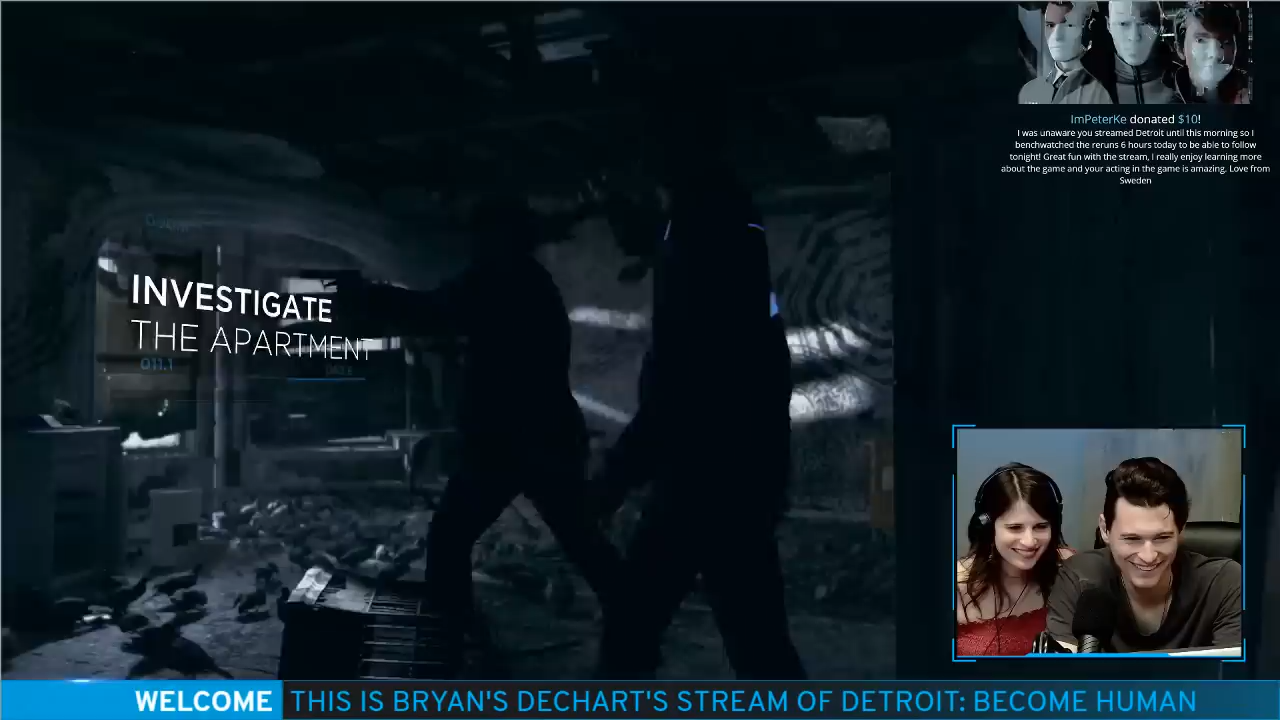 ImPeterKe donated $10!
I was unaware you streamed Detroit until this morning so I
benchwatched the reruns 6 hours today to be able to follow
tonight! Great fun with the stream, I really enjoy learning more
about the game and your acting in the game is amazing, Love from
Sweden
INVESTIGATE
THE APARTMENT
011.1
WELCOME THIS IS BRYAN'S DECHART'S STREAM OF DETROIT: BECOME HUMAN